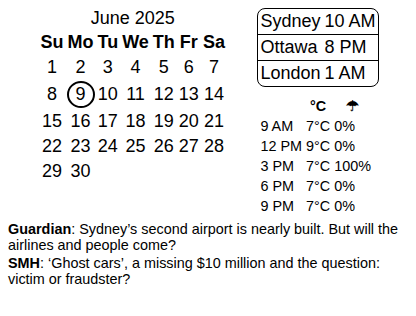 June 2025
Su Mo Tu We Th Fr Sa
1 2 3 4 5 6 7
8 9 10 11 12 13 14
15 16 17 18 19 20 21
22 23 24 25 26 27 28
29 30
Sydney 10 AM
Ottawa 8 PM
London 1 AM
°C ☂
9 AM 7°C 0%
12 PM 9°C 0%
3 PM 7°C 100%
6 PM 7°C 0%
9 PM 7°C 0%
Guardian: Sydney’s second airport is nearly built. But will the
airlines and people come?
SMH: ‘Ghost cars’, a missing $10 million and the question:
victim or fraudster?